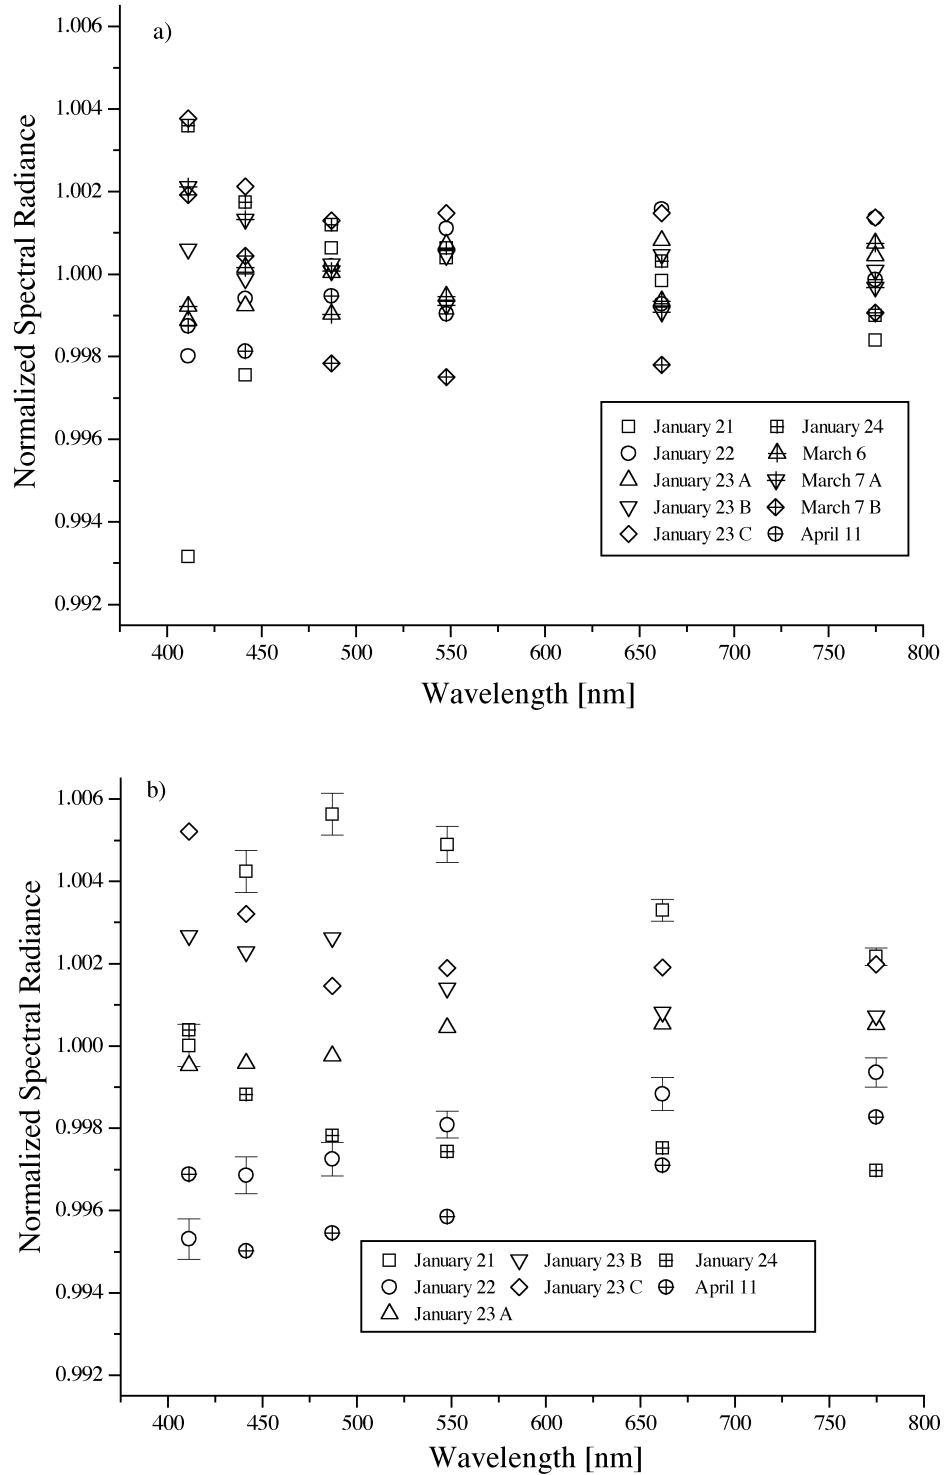 a)
1.006
1.004
1.002
1.000
0.998
0.996
0.994
0.992
Normalized Spectral Radiance
January 21 January 24
January 22 March 6
January 23 A March 7 A
January 23 B March 7 B
January 23 C April 11
400 450 500 550 600 650 700 750 800
Wavelength [nm]
b)
1.006
1.004
1.002
1.000
0.998
0.996
0.994
0.992
Normalized Spectral Radiance
January 21 January 23 B January 24
January 22 January 23 C April 11
January 23 A
400 450 500 550 600 650 700 750 800
Wavelength [nm]